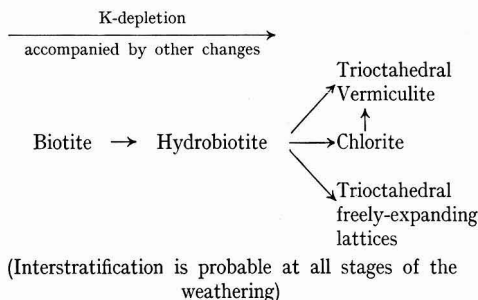 K-depletion
accompanied by other changes
Trioctahedral
Vermiculite
Biotite → Hydrobiotite → Chlorite
Trioctahedral
freely-expanding
lattices
(Interstratification is probable at all stages of the
weathering)